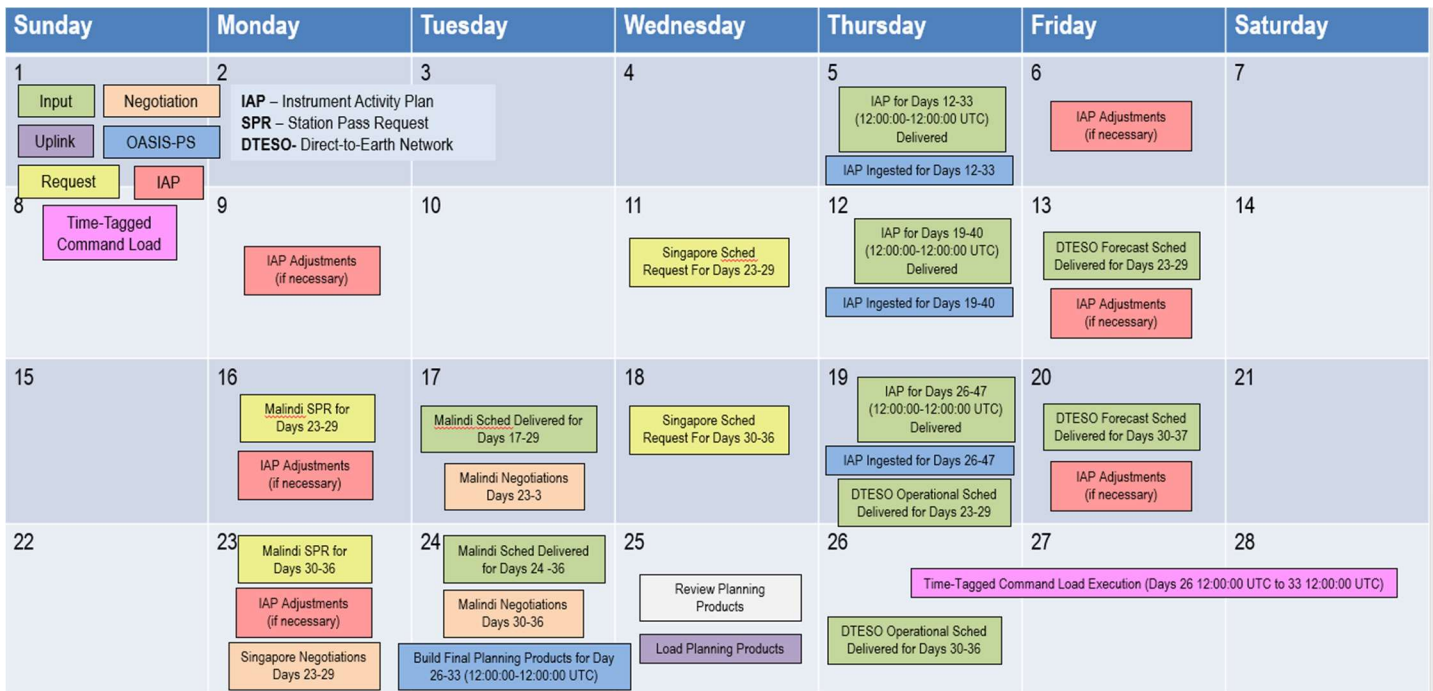 Sunday
Monday
Tuesday
Wednesday
Thursday
Friday
Saturday
1
Input
Negotiation
Uplink
OASIS-PS
Request
IAP
2
IAP – Instrument Activity Plan
SPR – Station Pass Request
DTESO- Direct-to-Earth Network
3
4
5
IAP for Days 12-33
(12:00:00-12:00:00 UTC)
Delivered
IAP Ingested for Days 12-33
6
IAP Adjustments
(if necessary)
7
8
Time-Tagged
Command Load
9
IAP Adjustments
(if necessary)
10
11
Singapore Sched
Request For Days 23-29
12
IAP for Days 19-40
(12:00:00-12:00:00 UTC)
Delivered
IAP Ingested for Days 19-40
13
DTESO Forecast Sched
Delivered for Days 23-29
IAP Adjustments
(if necessary)
14
15
16
Malindi SPR for
Days 23-29
IAP Adjustments
(if necessary)
17
Malindi Sched Delivered for
Days 17-29
Malindi Negotiations
Days 23-3
18
Singapore Sched
Request For Days 30-36
19
IAP for Days 26-47
(12:00:00-12:00:00 UTC)
Delivered
IAP Ingested for Days 26-47
DTESO Operational Sched
Delivered for Days 23-29
20
DTESO Forecast Sched
Delivered for Days 30-37
IAP Adjustments
(if necessary)
21
22
23
Malindi SPR for
Days 30-36
IAP Adjustments
(if necessary)
Singapore Negotiations
Days 23-29
24
Malindi Sched Delivered
for Days 24 -36
Malindi Negotiations
Days 30-36
Build Final Planning Products for Day
26-33 (12:00:00-12:00:00 UTC)
25
Review Planning
Products
Load Planning Products
26
27
28
Time-Tagged Command Load Execution (Days 26 12:00:00 UTC to 33 12:00:00 UTC)
DTESO Operational Sched
Delivered for Days 30-36